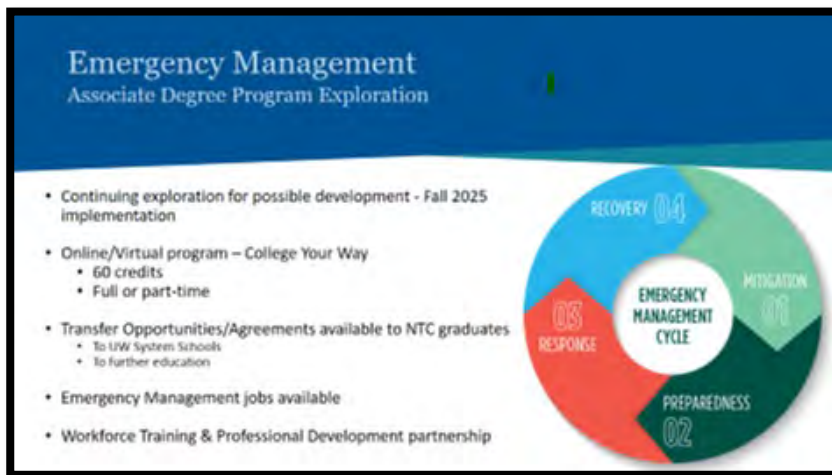 Emergency Management
Associate Degree Program Exploration
• Continuing exploration for possible development - Fall 2025
implementation
• Online/Virtual program – College Your Way
• 60 credits
• Full or part-time
• Transfer Opportunities/Agreements available to NTC graduates
• To UW System Schools
• To further education
• Emergency Management jobs available
• Workforce Training & Professional Development partnership
RECOVERY 04
MITIGATION
01
EMERGENCY
MANAGEMENT
CYCLE
03
RESPONSE
PREPAREDNESS
02